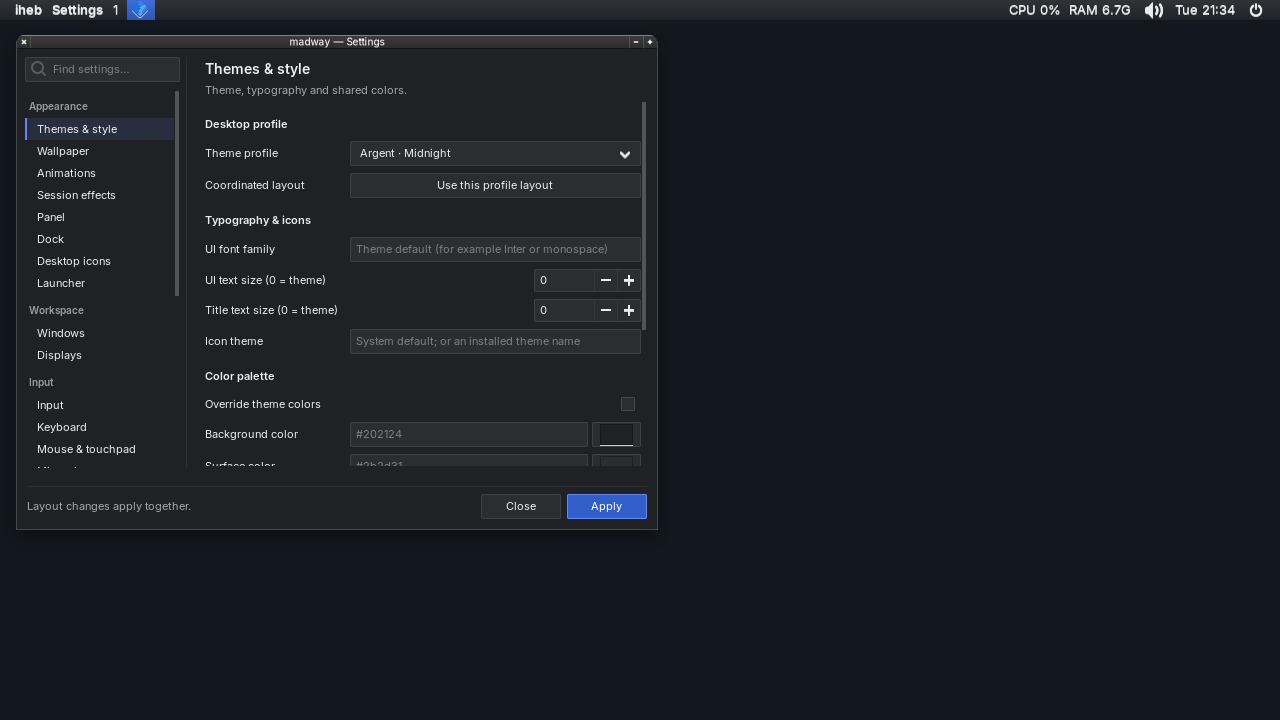 iheb Settings 1 CPU 0% RAM 6.7G Tue 21:34
madway — Settings
Find settings...
Appearance
Themes & style
Wallpaper
Animations
Session effects
Panel
Dock
Desktop icons
Launcher
Workspace
Windows
Displays
Input
Input
Keyboard
Mouse & touchpad
Themes & style
Theme, typography and shared colors.
Desktop profile
Theme profile Argent · Midnight
Coordinated layout Use this profile layout
Typography & icons
UI font family Theme default (for example Inter or monospace)
UI text size (0 = theme) 0
Title text size (0 = theme) 0
Icon theme System default; or an installed theme name
Color palette
Override theme colors
Background color #202124
Surface color #2b2d31
Layout changes apply together.
Close Apply